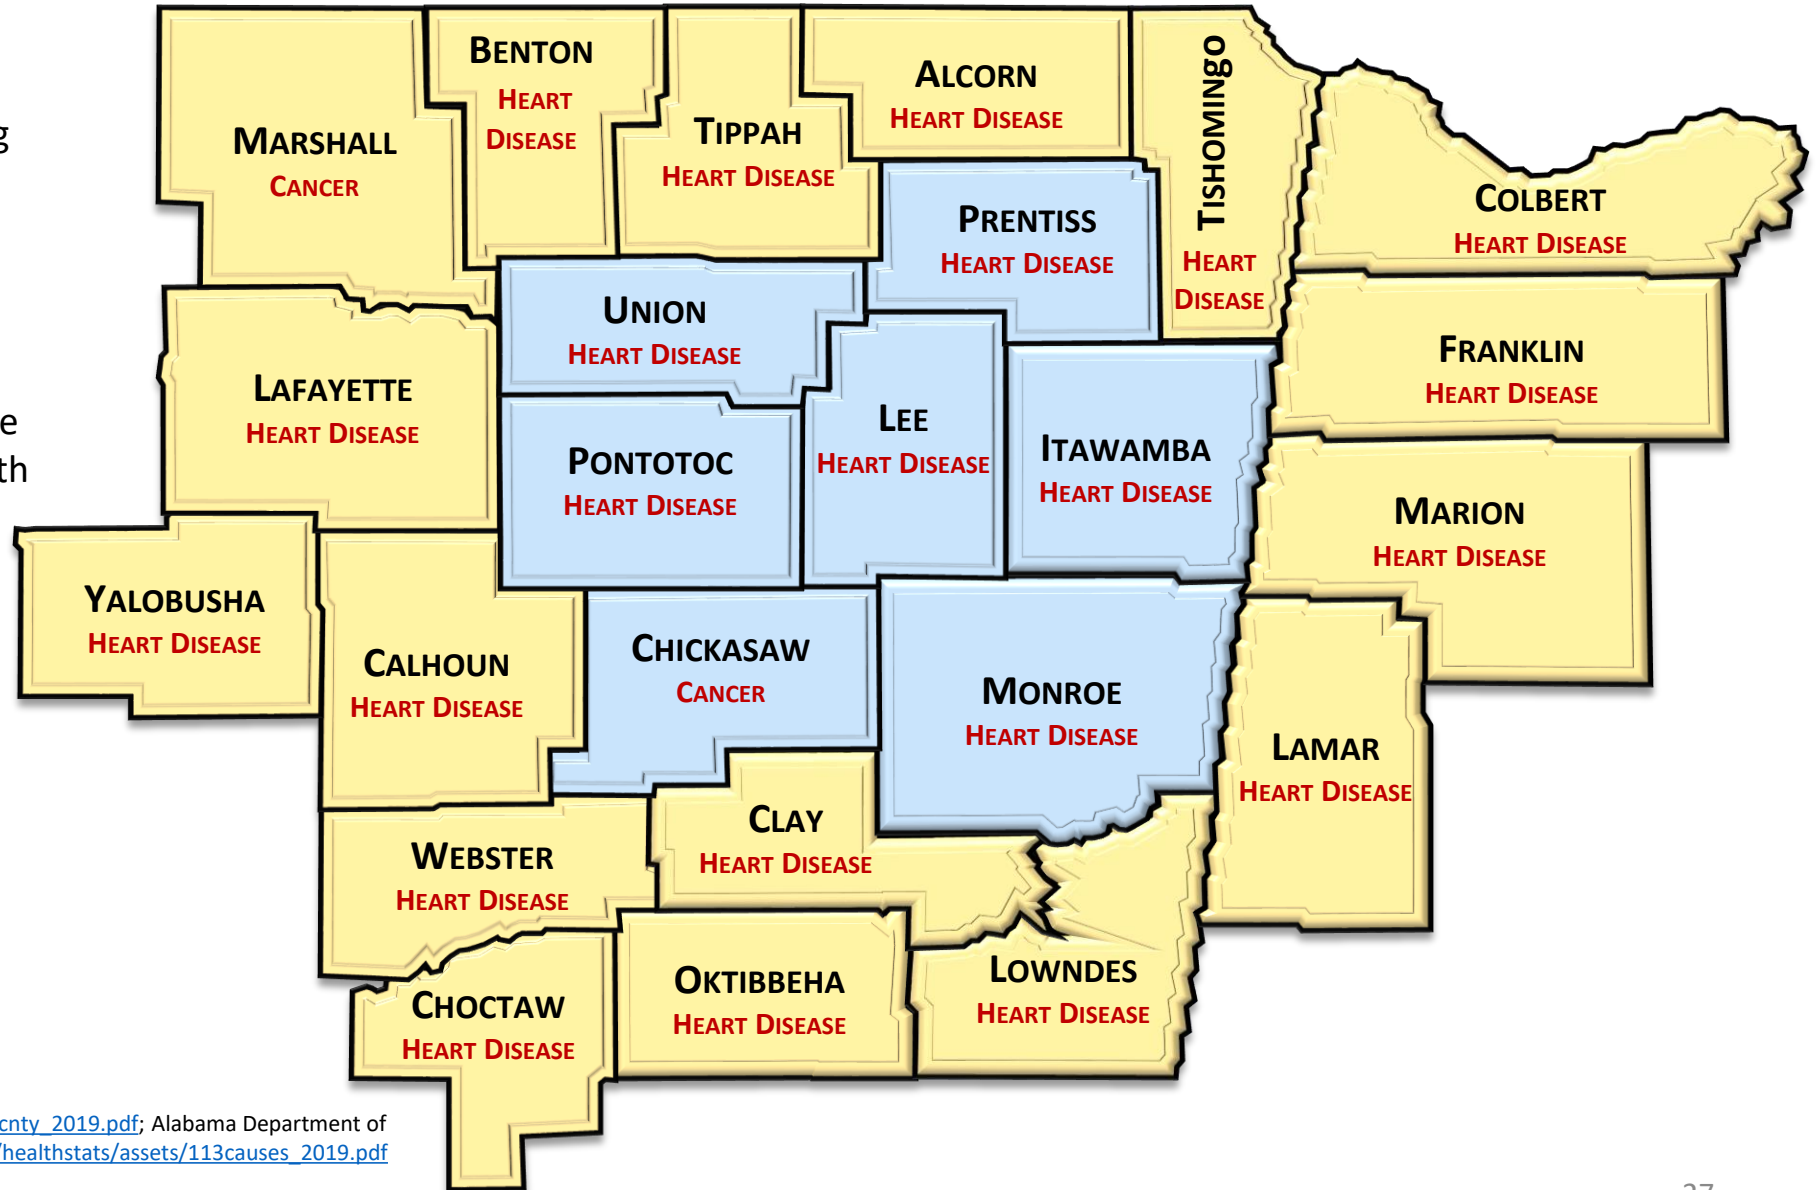 g
e
th
BENTON
HEART
DISEASE
ALCORN
HEART DISEASE
TISHOMINgo
HEART
DISEASE
MARSHALL
CANCER
TIPPAH
HEART DISEASE
COLBERT
HEART DISEASE
PRENTISS
HEART DISEASE
UNION
HEART DISEASE
FRANKLIN
HEART DISEASE
LAFAYETTE
HEART DISEASE
LEE
HEART DISEASE
PONTOTOC
HEART DISEASE
ITAWAMBA
HEART DISEASE
MARION
HEART DISEASE
YALOBUSHA
HEART DISEASE
CALHOUN
HEART DISEASE
CHICKASAW
CANCER
MONROE
HEART DISEASE
LAMAR
HEART DISEASE
CLAY
HEART DISEASE
WEBSTER
HEART DISEASE
LOWNDES
HEART DISEASE
OKTIBBEHA
HEART DISEASE
CHOCTAW
HEART DISEASE
cnty_2019.pdf; Alabama Department of
/healthstats/assets/113causes_2019.pdf